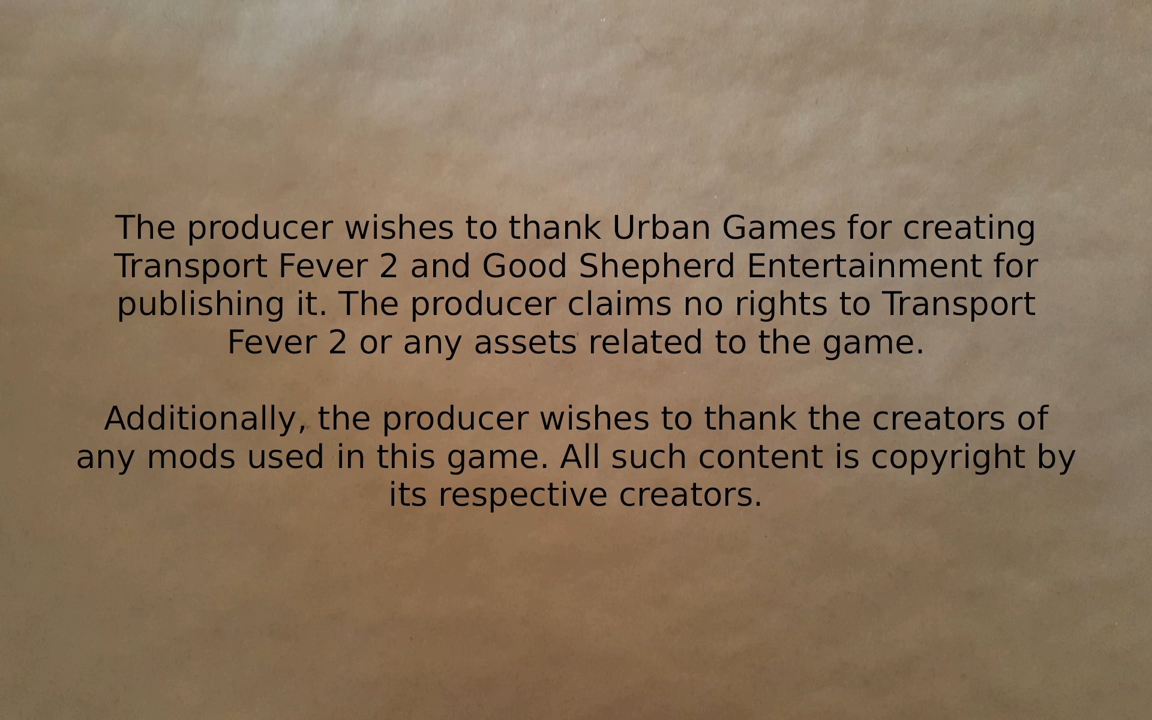 The producer wishes to thank Urban Games for creating
Transport Fever 2 and Good Shepherd Entertainment for
publishing it. The producer claims no rights to Transport
Fever 2 or any assets related to the game.
Additionally, the producer wishes to thank the creators of
any mods used in this game. All such content is copyright by
its respective creators.